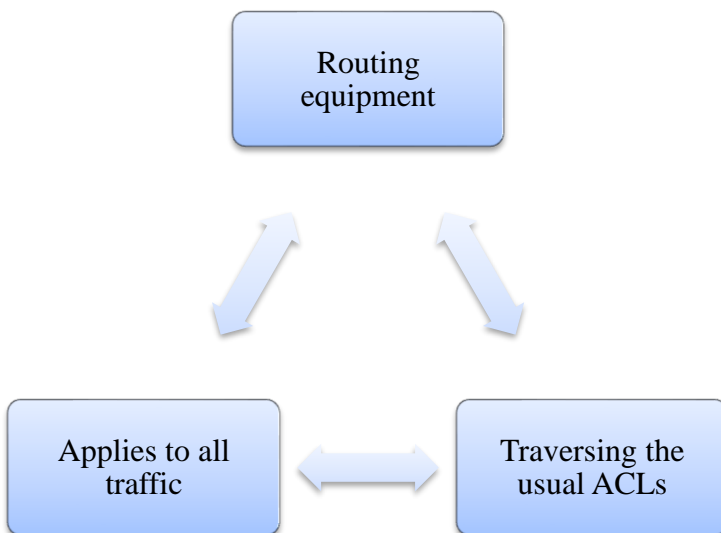 Routing
equipment
Applies to all
traffic
Traversing the
usual ACLs